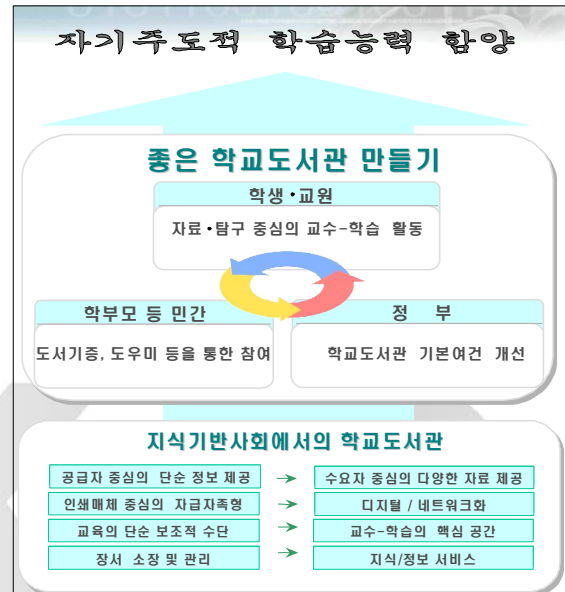 자기주도적 학습능력 함양
좋은 학교도서관 만들기
학생•교원
자료•탐구 중심의 교수-학습 활동
학부모 등 민간
도서기증, 도우미 등을 통한 참여
정 부
학교도서관 기본여건 개선
지식기반사회에서의 학교도서관
공급자 중심의 단순 정보 제공 → 수요자 중심의 다양한 자료 제공
인쇄매체 중심의 자급자족형 → 디지털 / 네트워크화
교육의 단순 보조적 수단 → 교수-학습의 핵심 공간
장서 소장 및 관리 → 지식/정보 서비스